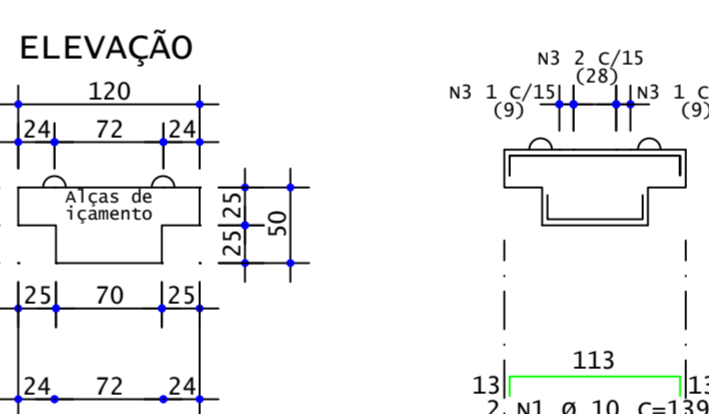 ELEVAÇÃO
120
24 72 24
Alças de
içamento
25
25
50
25 70 25
24 72 24
N3 2 C/15
(28)
N3 1 C/15
(9)
N3 1 C
(9)
113
13
13
2 N1 Ø 10 C=139